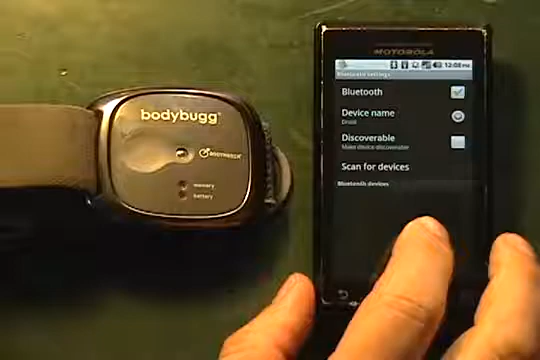 MOTOROLA
12:08 PM
Bluetooth settings
Bluetooth
Device name
Droid
Discoverable
Make device discoverable
Scan for devices
Bluetooth devices
bodybugg
BODYMEDIA
memory
battery